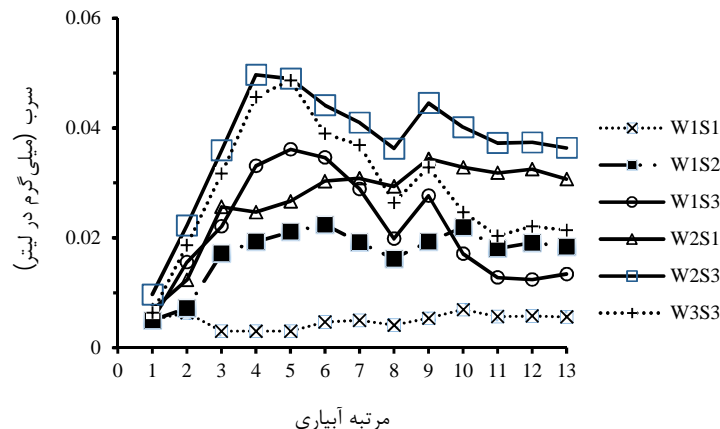 0.06
0.04
0.02
0
سرب (میلی گرم در لیتر)
0 1 2 3 4 5 6 7 8 9 10 11 12 13
مرتبه آبیاری
W1S1
W1S2
W1S3
W2S1
W2S3
W3S3